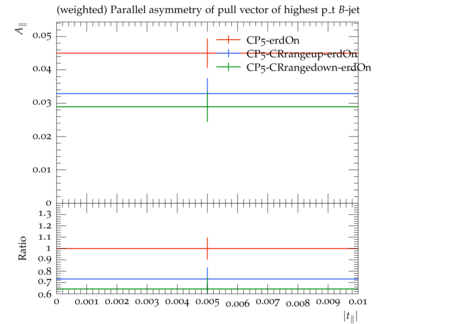 (weighted) Parallel asymmetry of pull vector of highest p_t B-jet
A∥
0.05
0.04
0.03
0.02
0.01
0
CP5-erdOn
CP5-CRrangeup-erdOn
CP5-CRrangedown-erdOn
Ratio
1.3
1.2
1.1
1
0.9
0.8
0.7
0.6
0 0.001 0.002 0.003 0.004 0.005 0.006 0.007 0.008 0.009 0.01
|t∥|